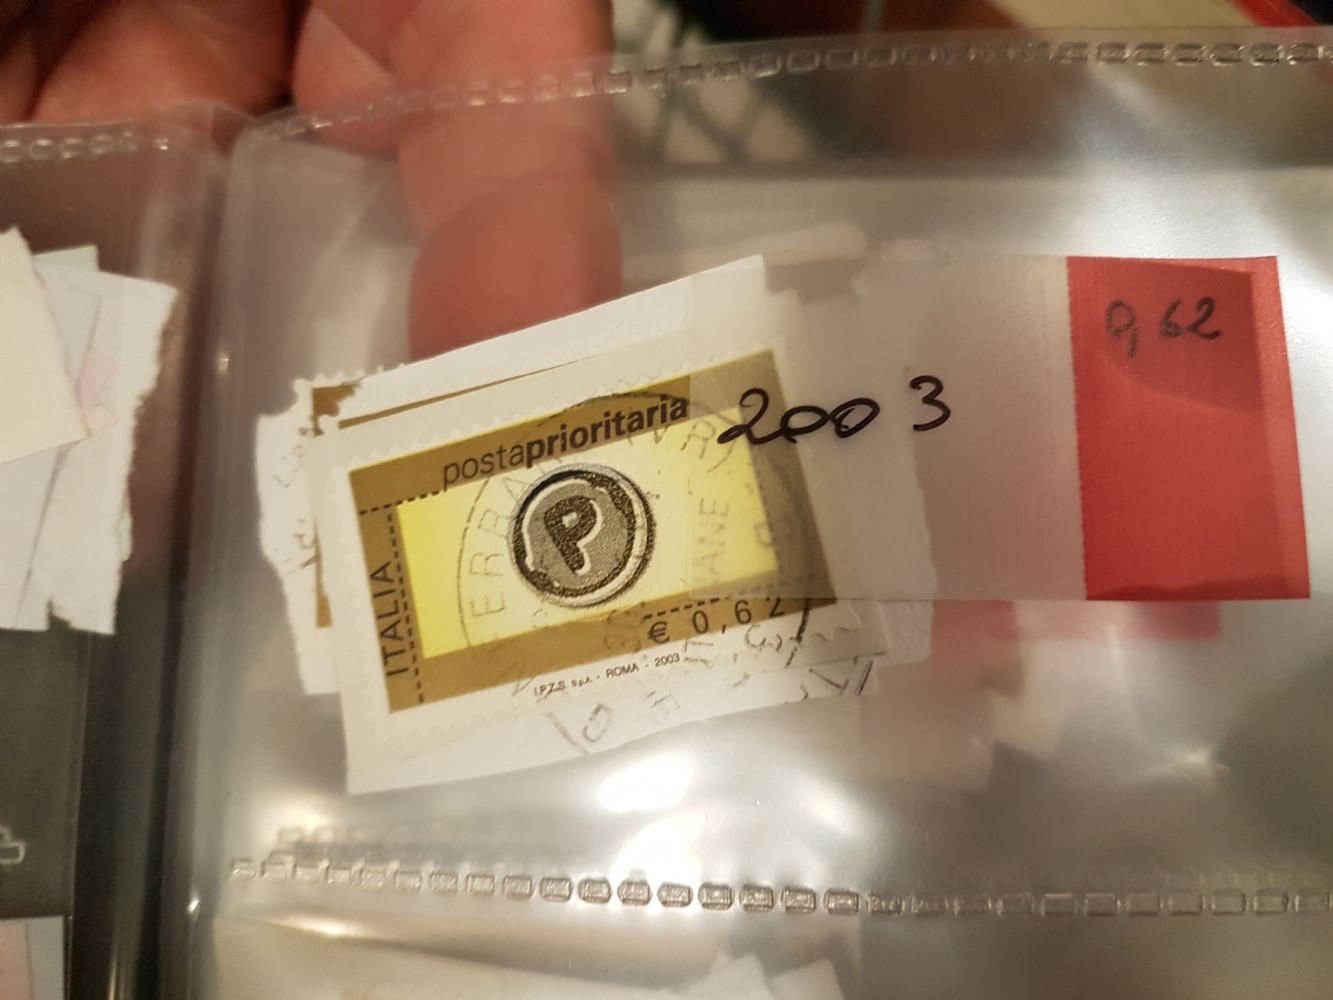 postaprioritaria
2003
0,62
P
ITALIA
€ 0,62
I.P.Z.S. S.p.A. - ROMA - 2003